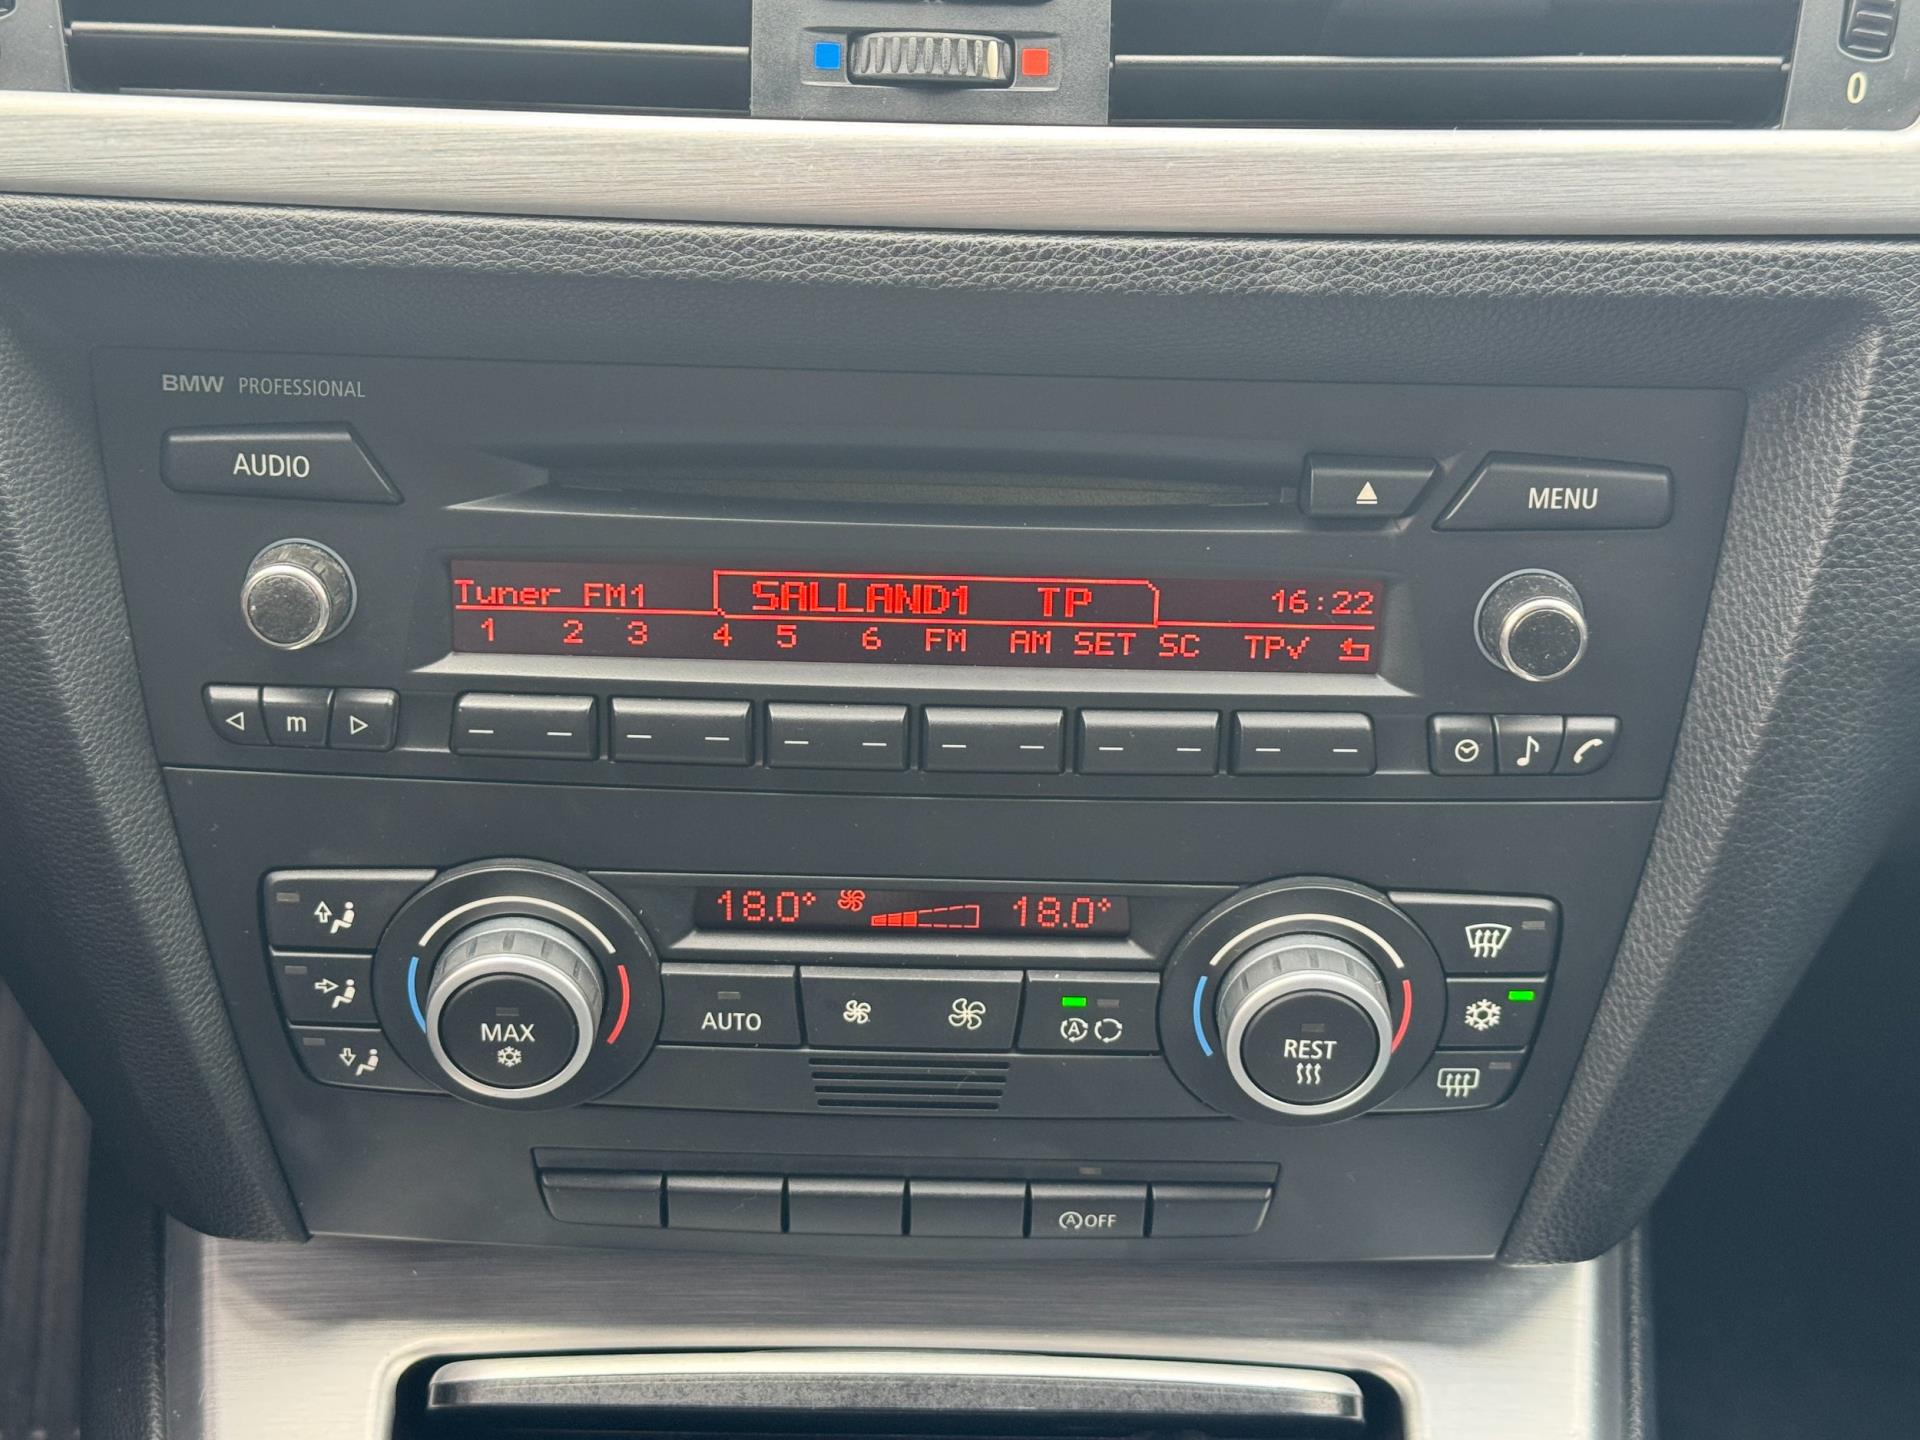 0
BMW PROFESSIONAL
AUDIO
MENU
Tuner FM1 SALLAND1 TP 16:22
1 2 3 4 5 6 FM AM SET SC TP✓
m
18.0° 18.0°
MAX
AUTO
A
REST
A OFF